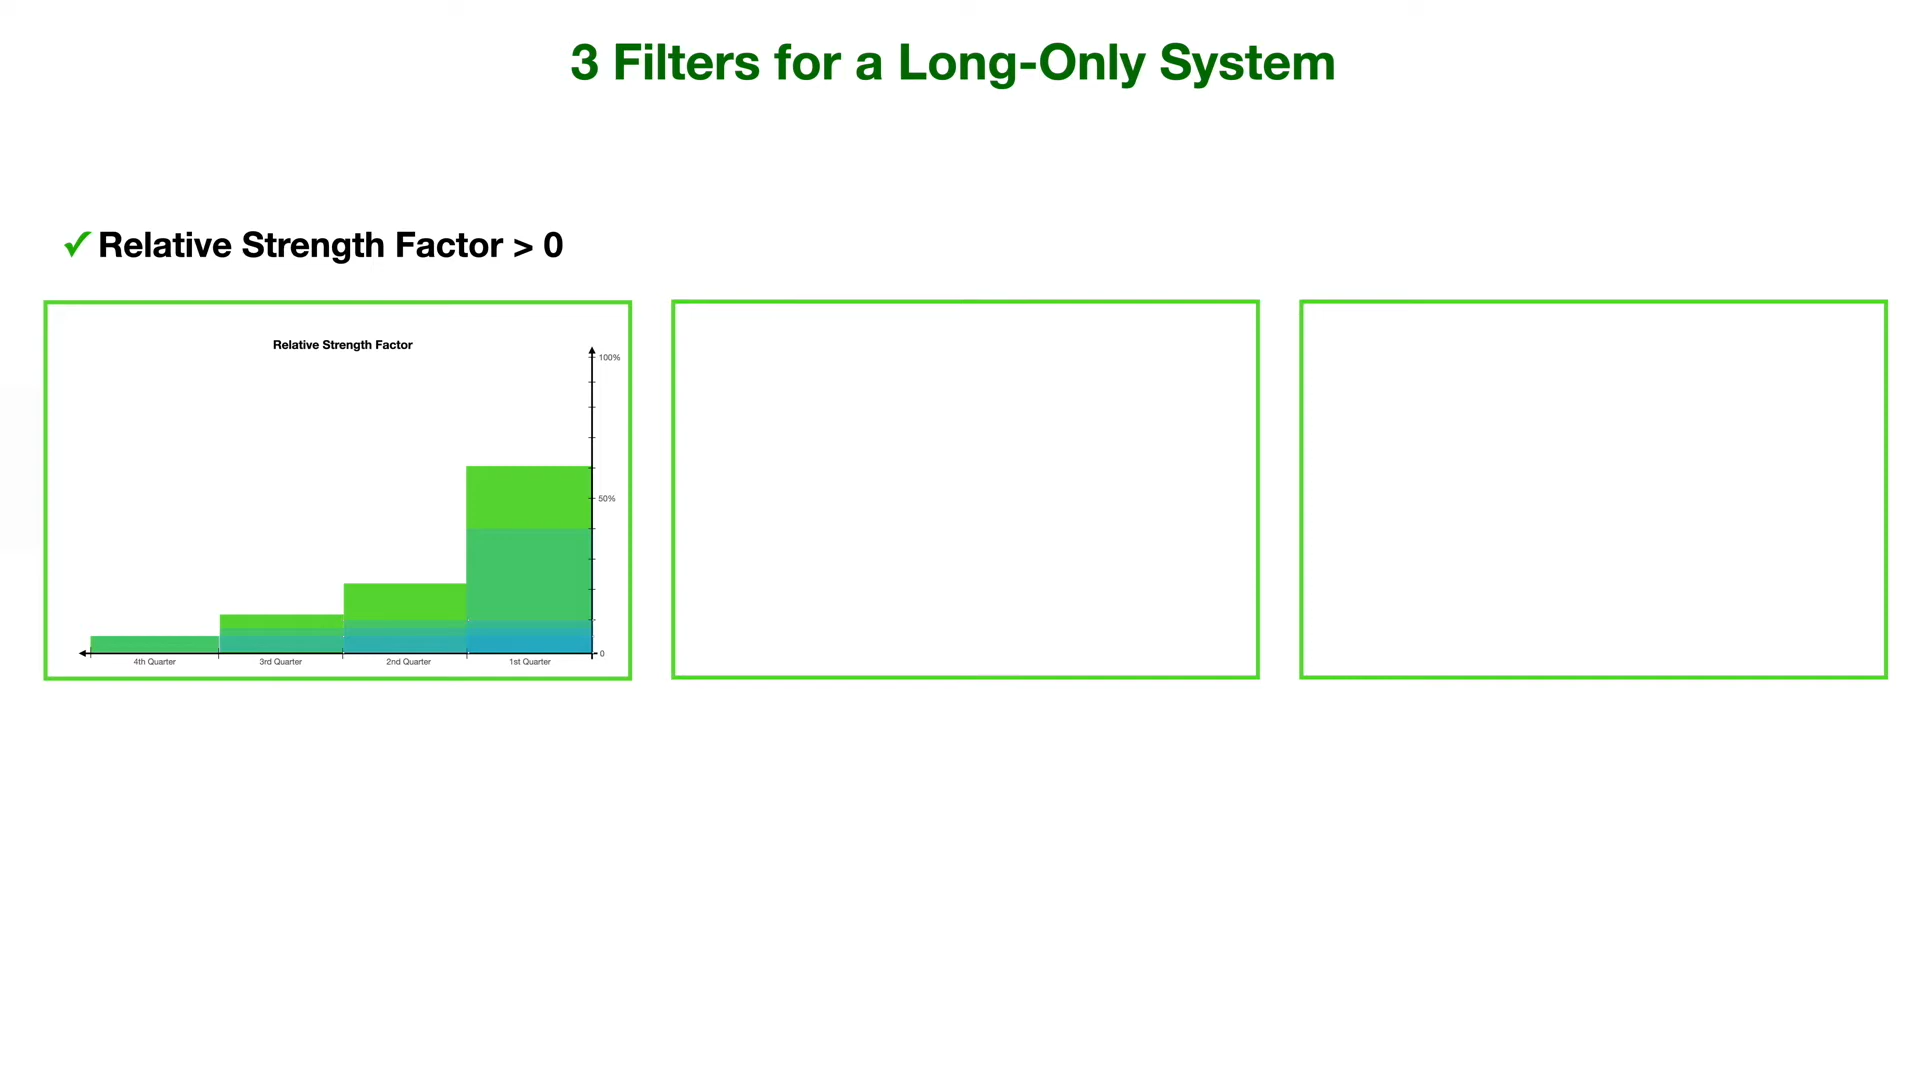 3 Filters for a Long-Only System
✓ Relative Strength Factor > 0
Relative Strength Factor
100%
50%
0
4th Quarter 3rd Quarter 2nd Quarter 1st Quarter